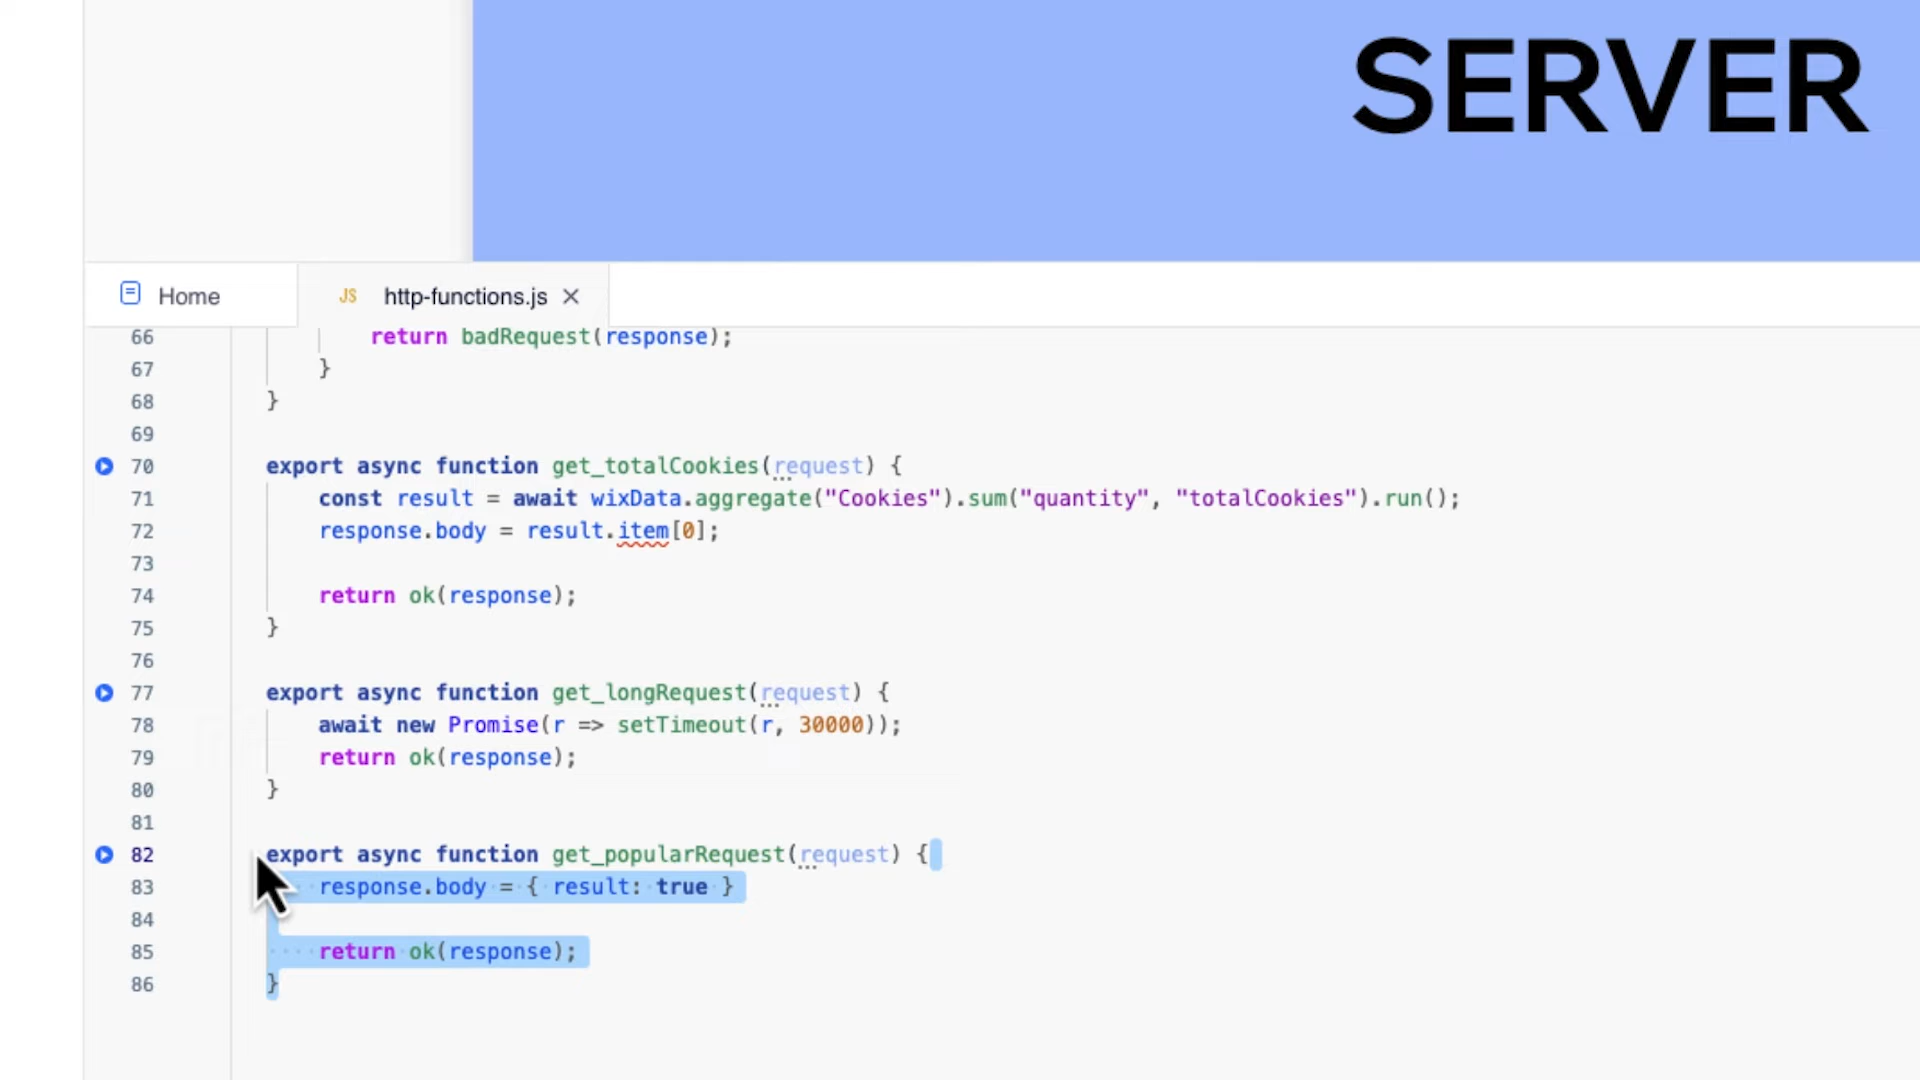 SERVER
Home
JS http-functions.js
66 return badRequest(response);
67 }
68 }
69
70 export async function get_totalCookies(request) {
71 const result = await wixData.aggregate("Cookies").sum("quantity", "totalCookies").run();
72 response.body = result.item[0];
73
74 return ok(response);
75 }
76
77 export async function get_longRequest(request) {
78 await new Promise(r => setTimeout(r, 30000));
79 return ok(response);
80 }
81
82 export async function get_popularRequest(request) {
83 response.body = { result: true }
84
85 return ok(response);
86 }